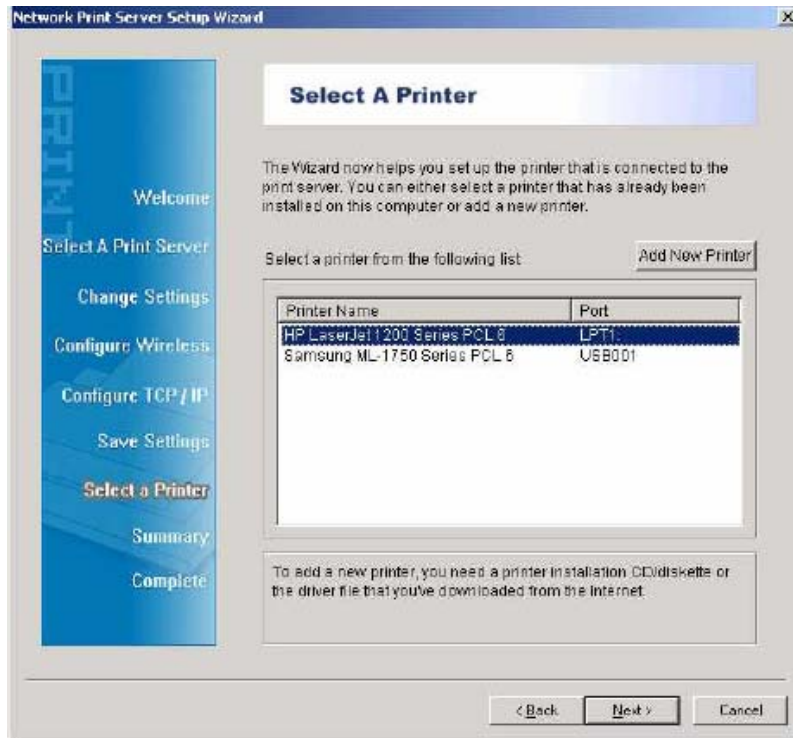 Network Print Server Setup Wizard
PRINT
Select A Printer
The Wizard now helps you set up the printer that is connected to the
print server. You can either select a printer that has already been
installed on this computer or add a new printer.
Welcome
Select A Print Server
Change Settings
Configure Wireless
Configure TCP/IP
Save Settings
Select a Printer
Summary
Complete
Select a printer from the following list
Add New Printer
Printer Name Port
HP LaserJet 1200 Series PCL 6 LPT1:
Samsung ML-1750 Series PCL 6 USB001
To add a new printer, you need a printer installation CD/diskette or
the driver file that you've downloaded from the Internet.
< Back Next > Cancel